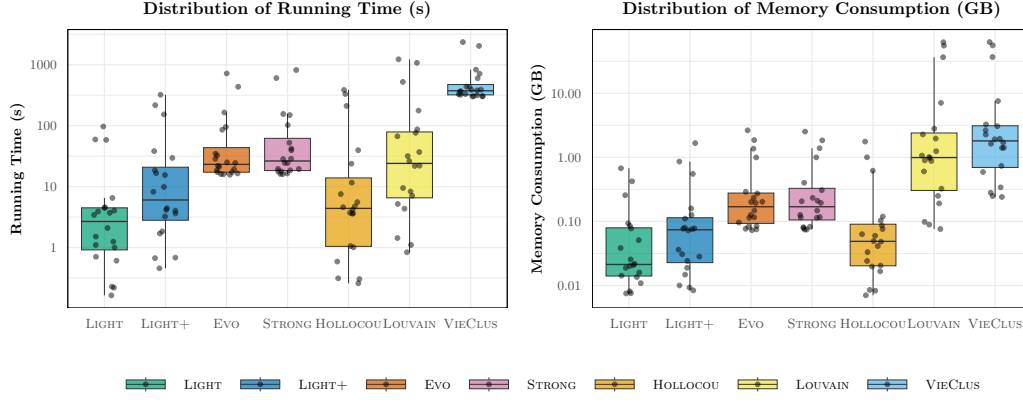 Distribution of Running Time (s)
Running Time (s)
1000
100
10
1
LIGHT LIGHT+ EVO STRONG HOLLOCOU LOUVAIN VIECLUS
Distribution of Memory Consumption (GB)
Memory Consumption (GB)
10.00
1.00
0.10
0.01
LIGHT LIGHT+ EVO STRONG HOLLOCOU LOUVAIN VIECLUS
LIGHT LIGHT+ EVO STRONG HOLLOCOU LOUVAIN VIECLUS